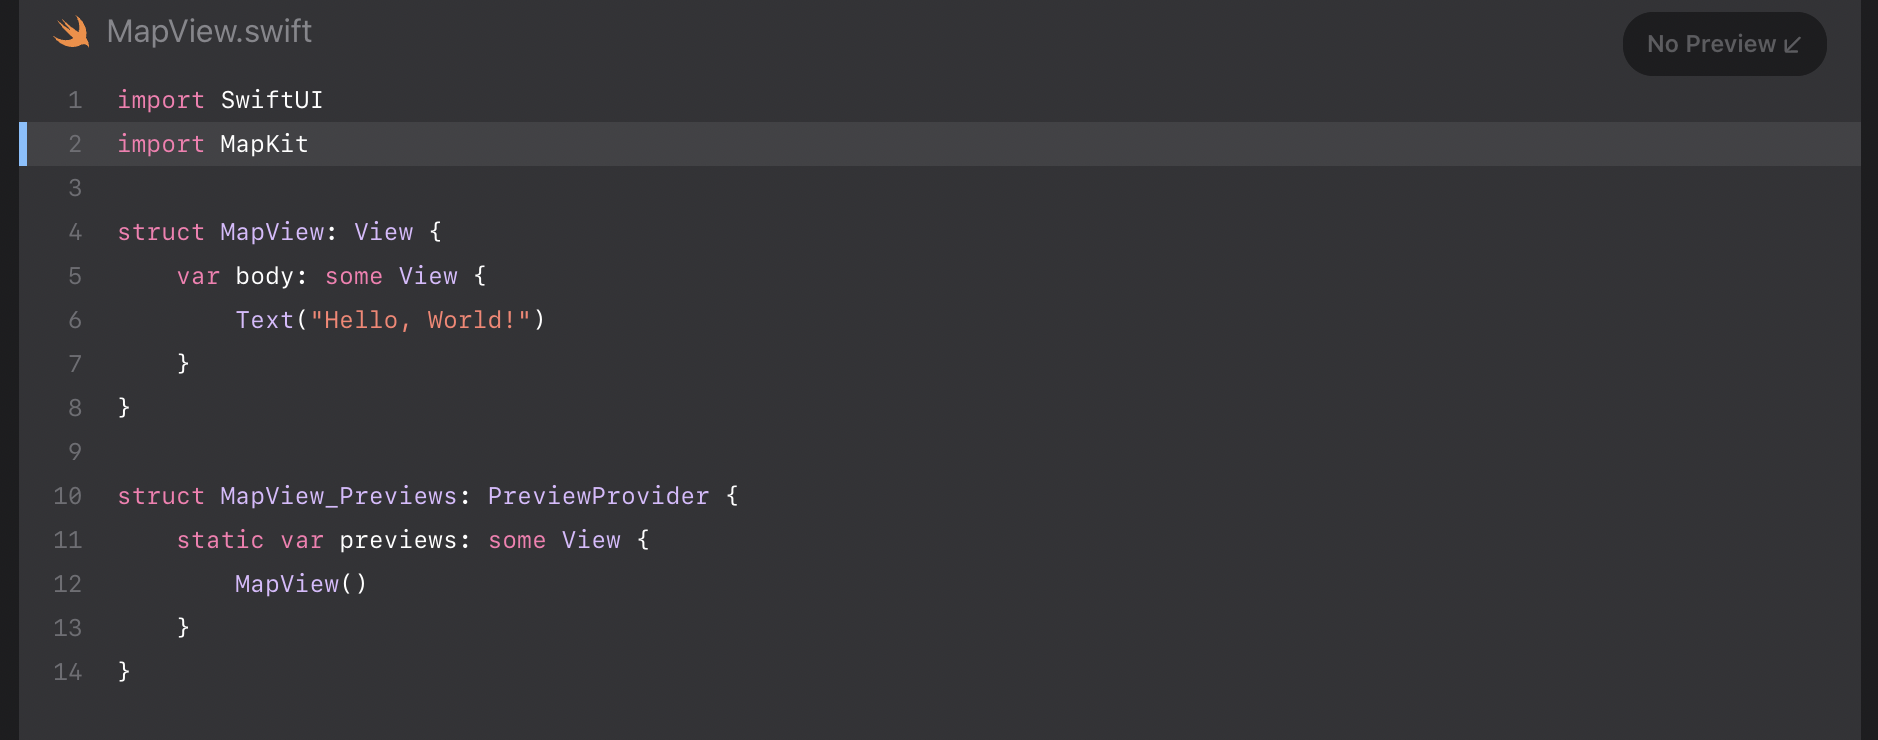 MapView.swift
No Preview
1 import SwiftUI
2 import MapKit
3
4 struct MapView: View {
5     var body: some View {
6         Text("Hello, World!")
7     }
8 }
9
10 struct MapView_Previews: PreviewProvider {
11     static var previews: some View {
12         MapView()
13     }
14 }